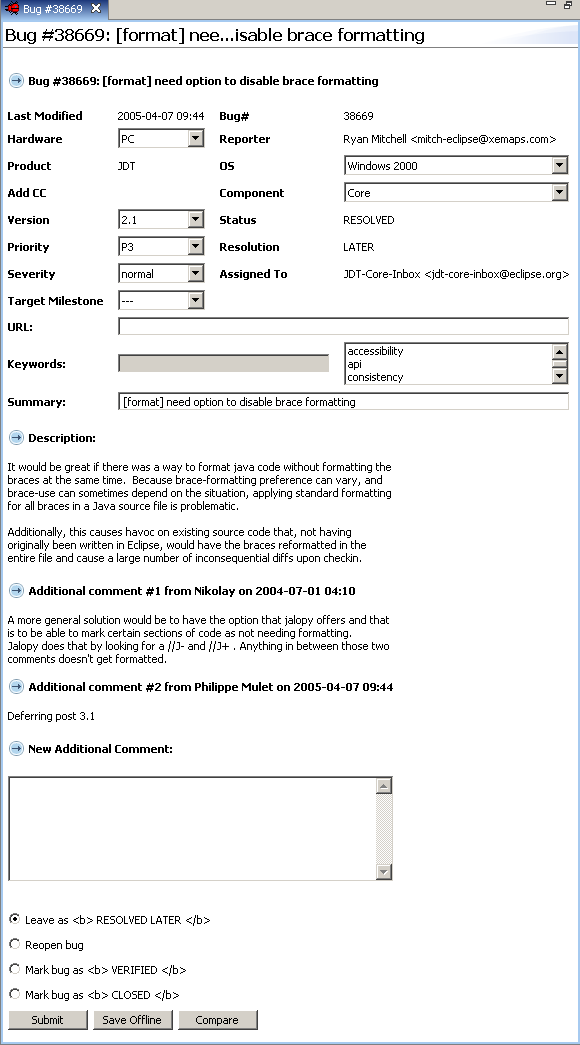 Bug #38669
Bug #38669: [format] nee...isable brace formatting
Bug #38669: [format] need option to disable brace formatting
Last Modified 2005-04-07 09:44 Bug# 38669
Hardware PC Reporter Ryan Mitchell <mitch-eclipse@xemaps.com>
Product JDT OS Windows 2000
Add CC Component Core
Version 2.1 Status RESOLVED
Priority P3 Resolution LATER
Severity normal Assigned To JDT-Core-Inbox <jdt-core-inbox@eclipse.org>
Target Milestone ---
URL:
Keywords: accessibility
api
consistency
Summary: [format] need option to disable brace formatting
Description:
It would be great if there was a way to format java code without formatting the
braces at the same time.  Because brace-formatting preference can vary, and
brace-use can sometimes depend on the situation, applying standard formatting
for all braces in a Java source file is problematic.
Additionally, this causes havoc on existing source code that, not having
originally been written in Eclipse, would have the braces reformatted in the
entire file and cause a large number of inconsequential diffs upon checkin.
Additional comment #1 from Nikolay on 2004-07-01 04:10
A more general solution would be to have the option that jalopy offers and that
is to be able to mark certain sections of code as not needing formatting.
Jalopy does that by looking for a //J- and //J+ . Anything in between those two
comments doesn't get formatted.
Additional comment #2 from Philippe Mulet on 2005-04-07 09:44
Deferring post 3.1
New Additional Comment:
Leave as <b> RESOLVED LATER </b>
Reopen bug
Mark bug as <b> VERIFIED </b>
Mark bug as <b> CLOSED </b>
Submit Save Offline Compare